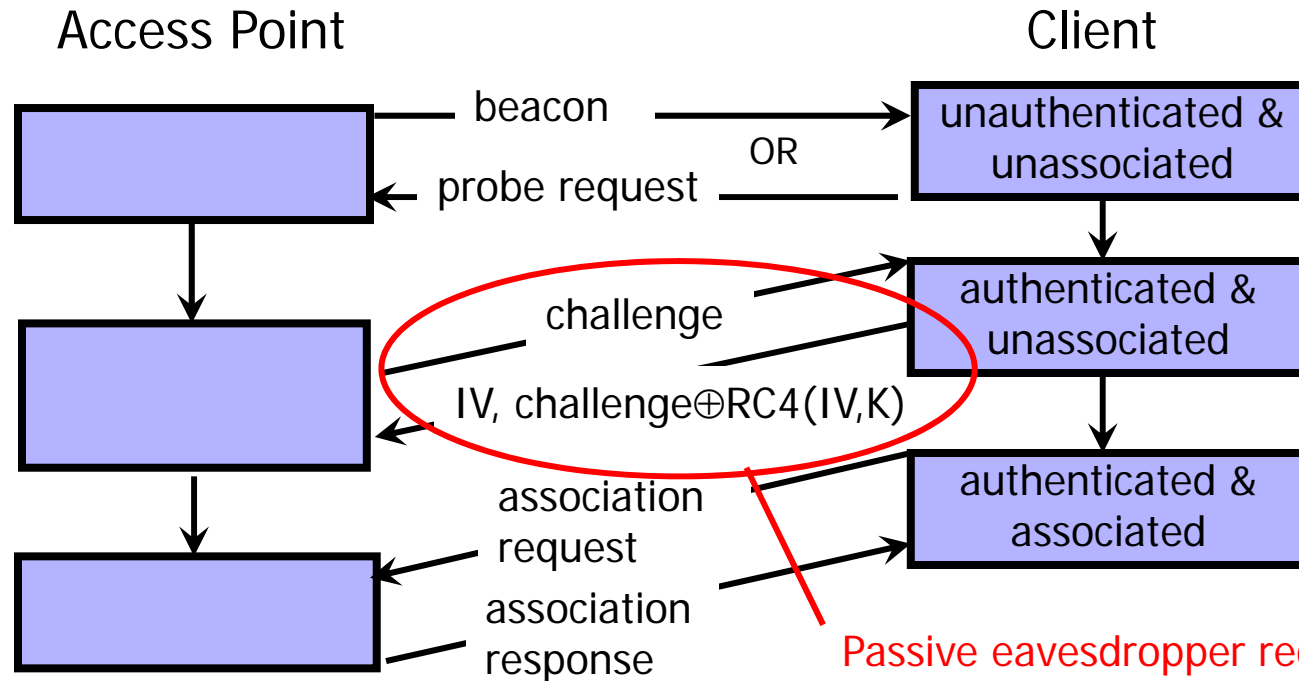 Access Point
Client
beacon
OR
probe request
unauthenticated &
unassociated
challenge
IV, challenge⊕RC4(IV,K)
authenticated &
unassociated
association
request
authenticated &
associated
association
response
Passive eavesdropper